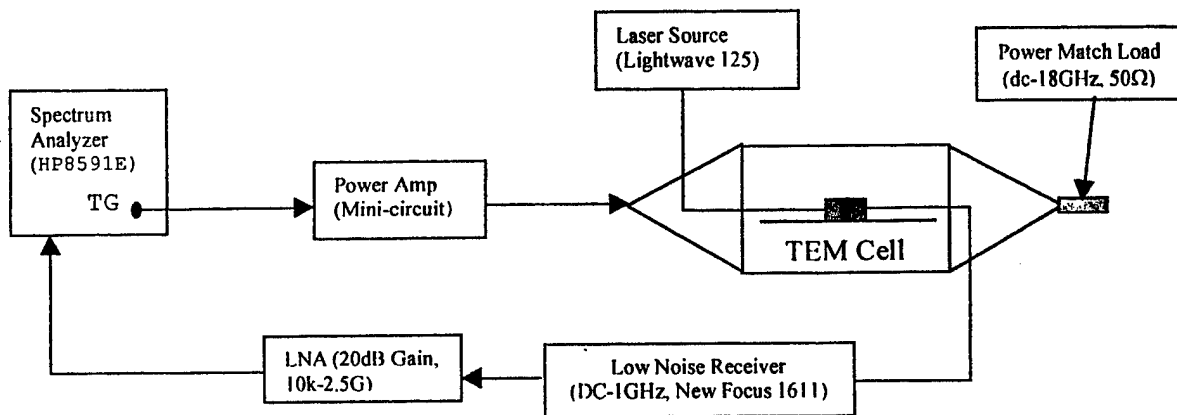 Laser Source
(Lightwave 125)
Power Match Load
(dc-18GHz, 50Ω)
Spectrum
Analyzer
(HP8591E)
TG
Power Amp
(Mini-circuit)
TEM Cell
LNA (20dB Gain,
10k-2.5G)
Low Noise Receiver
(DC-1GHz, New Focus 1611)